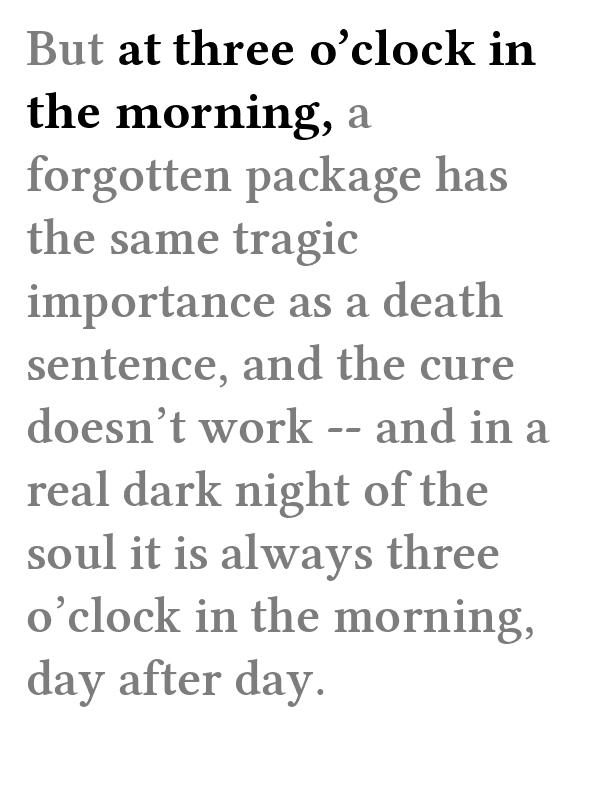 But at three o’clock in
the morning, a
forgotten package has
the same tragic
importance as a death
sentence, and the cure
doesn’t work -- and in a
real dark night of the
soul it is always three
o’clock in the morning,
day after day.